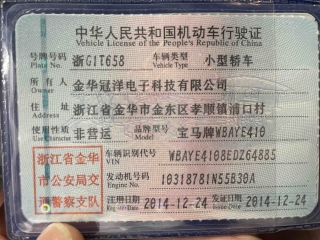 中华人民共和国机动车行驶证
Vehicle License of the People's Republic of China
号牌号码 浙G1T658 车辆类型 小型轿车
Plate No. Vehicle Type
所有人 金华冠洋电子科技有限公司
Owner
住址 浙江省金华市金东区孝顺镇浦口村
Address
使用性质 非营运 品牌型号 宝马牌WBAYE410
Use Character Model
浙江省金华
市公安局交
通警察支队
车辆识别代号 WBAYE4108EDZ64885
VIN
发动机号码 10318781N55B30A
Engine No.
注册日期 2014-12-24 发证日期 2014-12-24
Register Date Issue Date